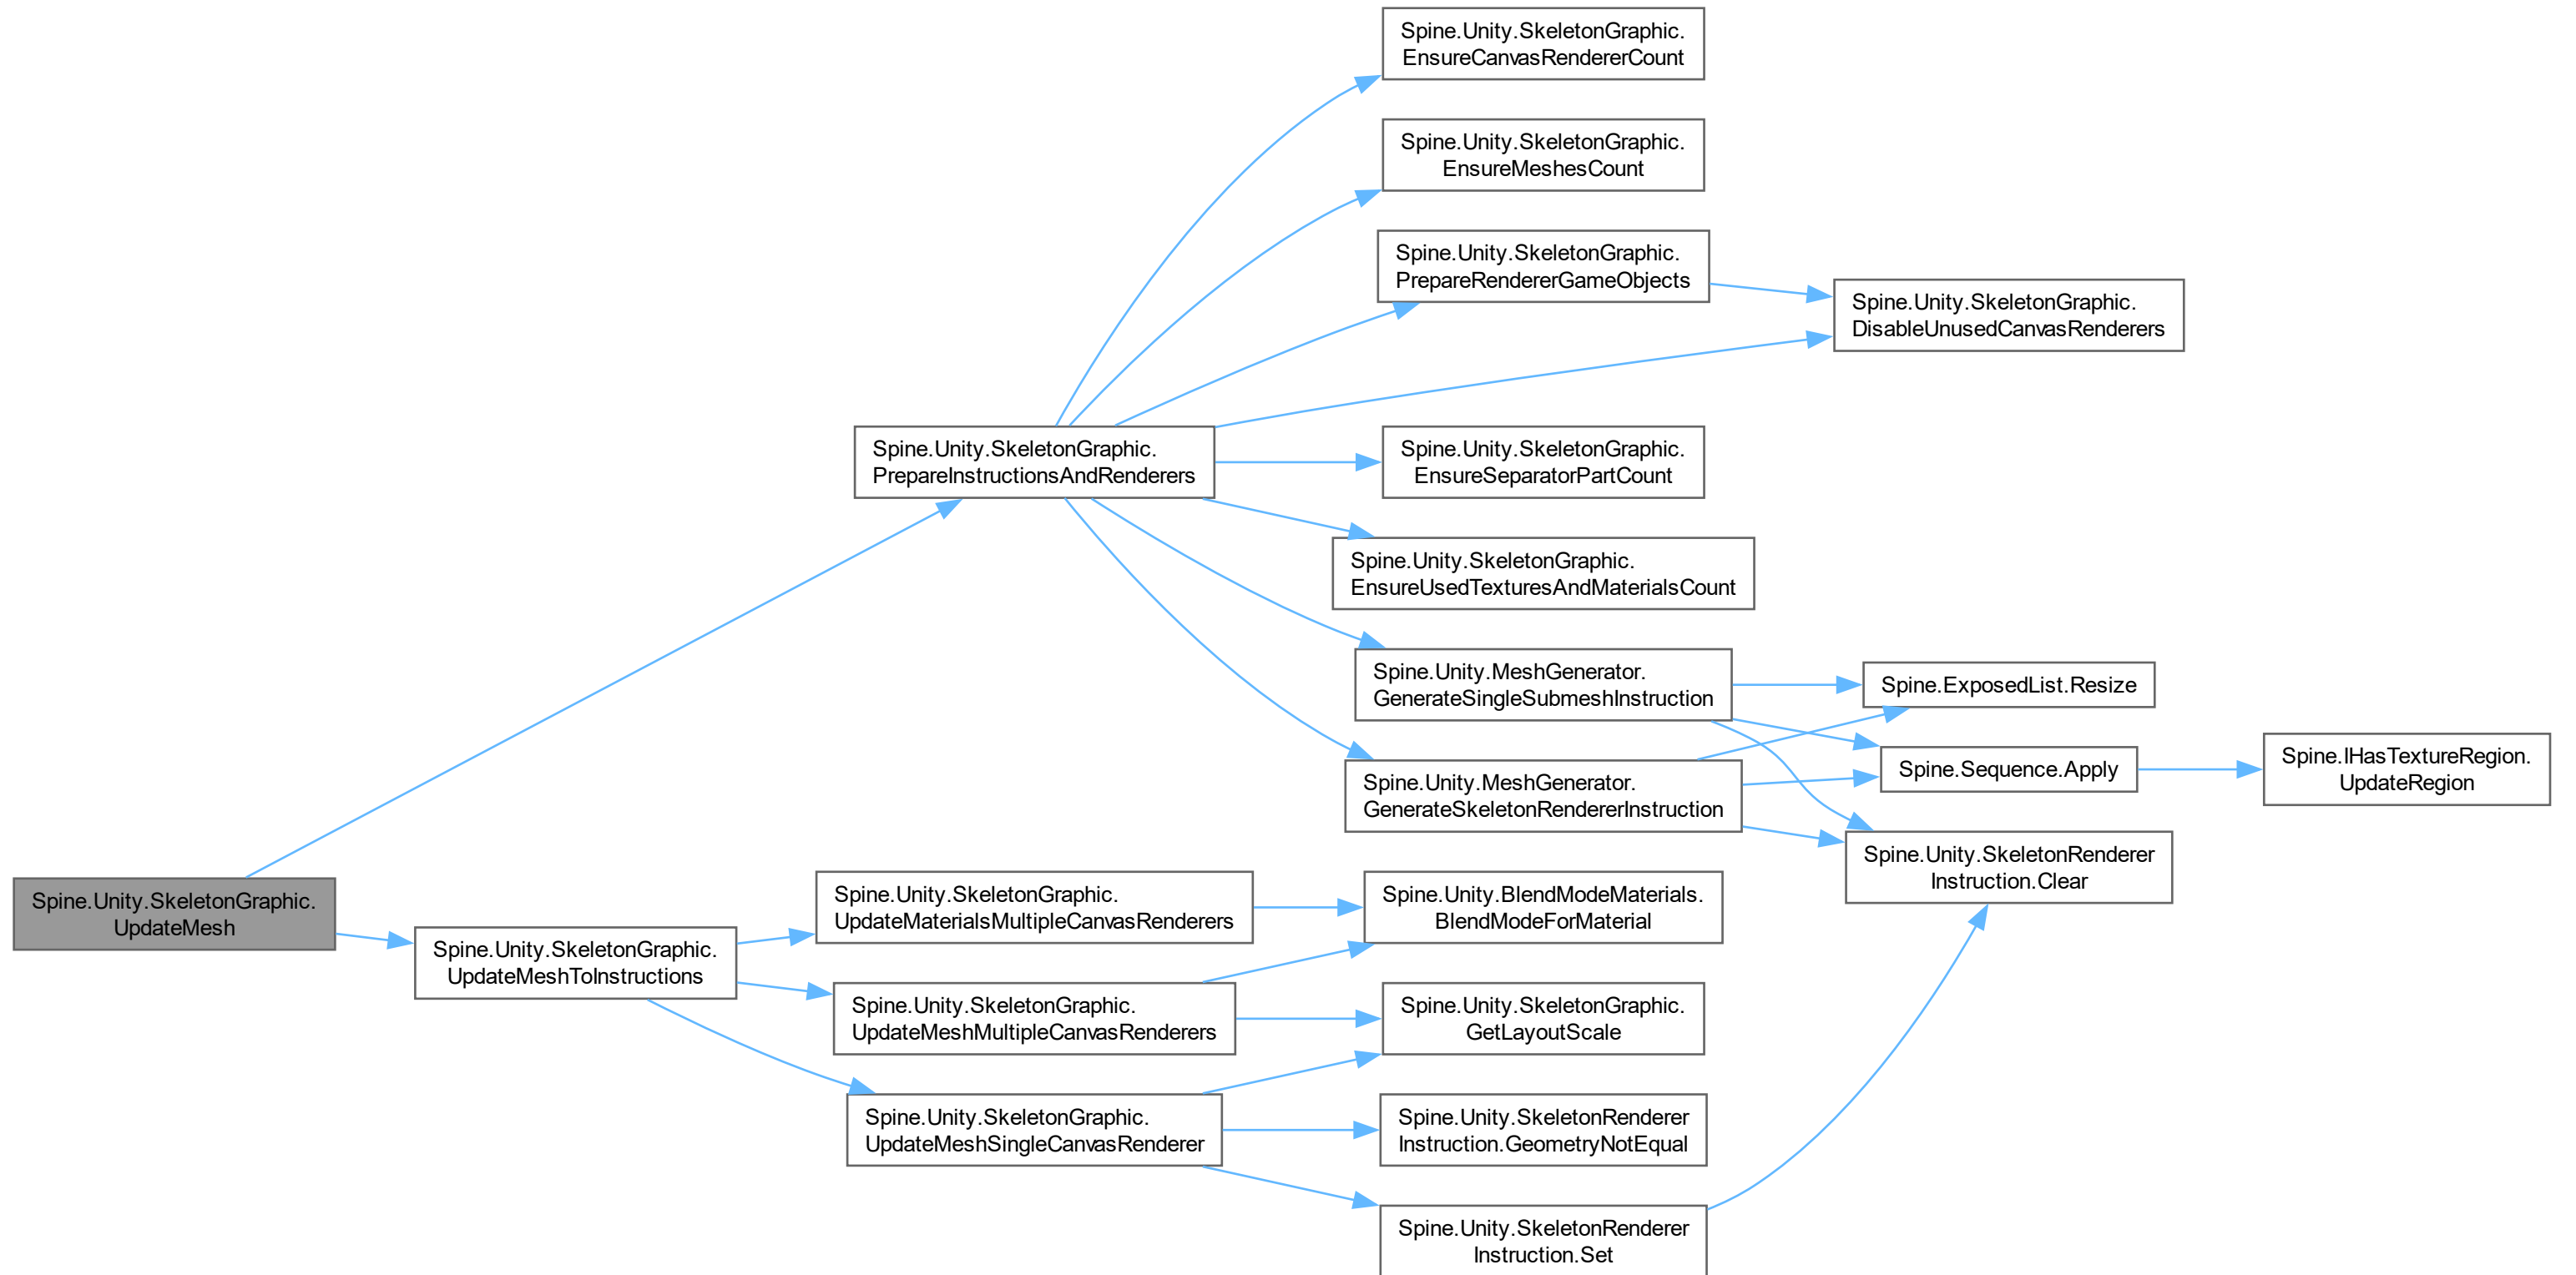 Spine.Unity.SkeletonGraphic.
EnsureCanvasRendererCount
Spine.Unity.SkeletonGraphic.
EnsureMeshesCount
Spine.Unity.SkeletonGraphic.
PrepareRendererGameObjects
Spine.Unity.SkeletonGraphic.
DisableUnusedCanvasRenderers
Spine.Unity.SkeletonGraphic.
PrepareInstructionsAndRenderers
Spine.Unity.SkeletonGraphic.
EnsureSeparatorPartCount
Spine.Unity.SkeletonGraphic.
EnsureUsedTexturesAndMaterialsCount
Spine.Unity.MeshGenerator.
GenerateSingleSubmeshInstruction
Spine.ExposedList.Resize
Spine.Unity.MeshGenerator.
GenerateSkeletonRendererInstruction
Spine.Sequence.Apply
Spine.IHasTextureRegion.
UpdateRegion
Spine.Unity.SkeletonRenderer
Instruction.Clear
Spine.Unity.SkeletonGraphic.
UpdateMesh
Spine.Unity.SkeletonGraphic.
UpdateMaterialsMultipleCanvasRenderers
Spine.Unity.BlendModeMaterials.
BlendModeForMaterial
Spine.Unity.SkeletonGraphic.
UpdateMeshToInstructions
Spine.Unity.SkeletonGraphic.
UpdateMeshMultipleCanvasRenderers
Spine.Unity.SkeletonGraphic.
GetLayoutScale
Spine.Unity.SkeletonGraphic.
UpdateMeshSingleCanvasRenderer
Spine.Unity.SkeletonRenderer
Instruction.GeometryNotEqual
Spine.Unity.SkeletonRenderer
Instruction.Set